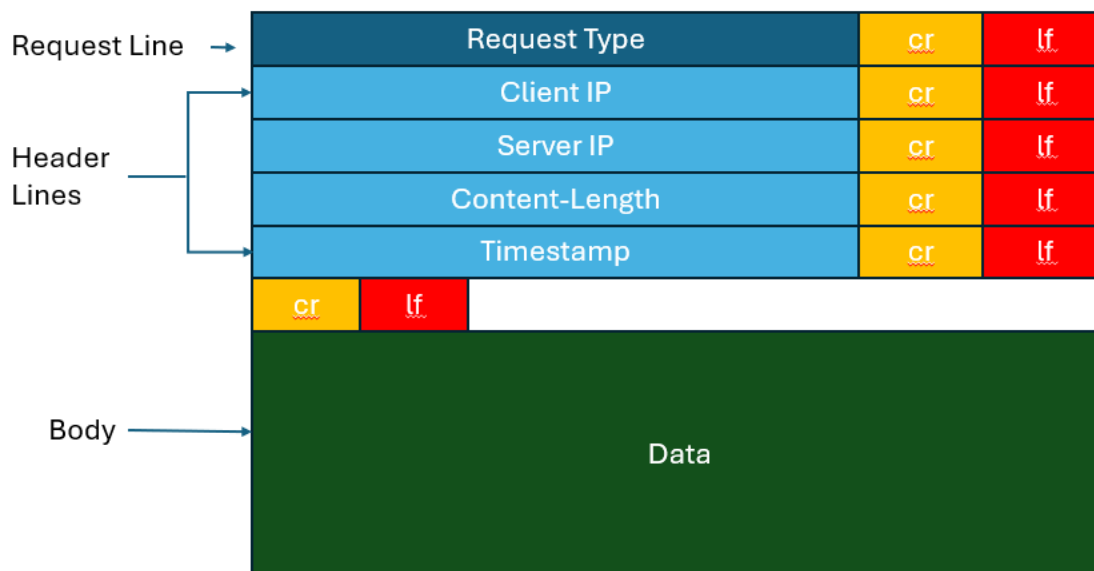 Request Line
Request Type cr lf
Client IP cr lf
Header
Lines
Server IP cr lf
Content-Length cr lf
Timestamp cr lf
cr lf
Body
Data